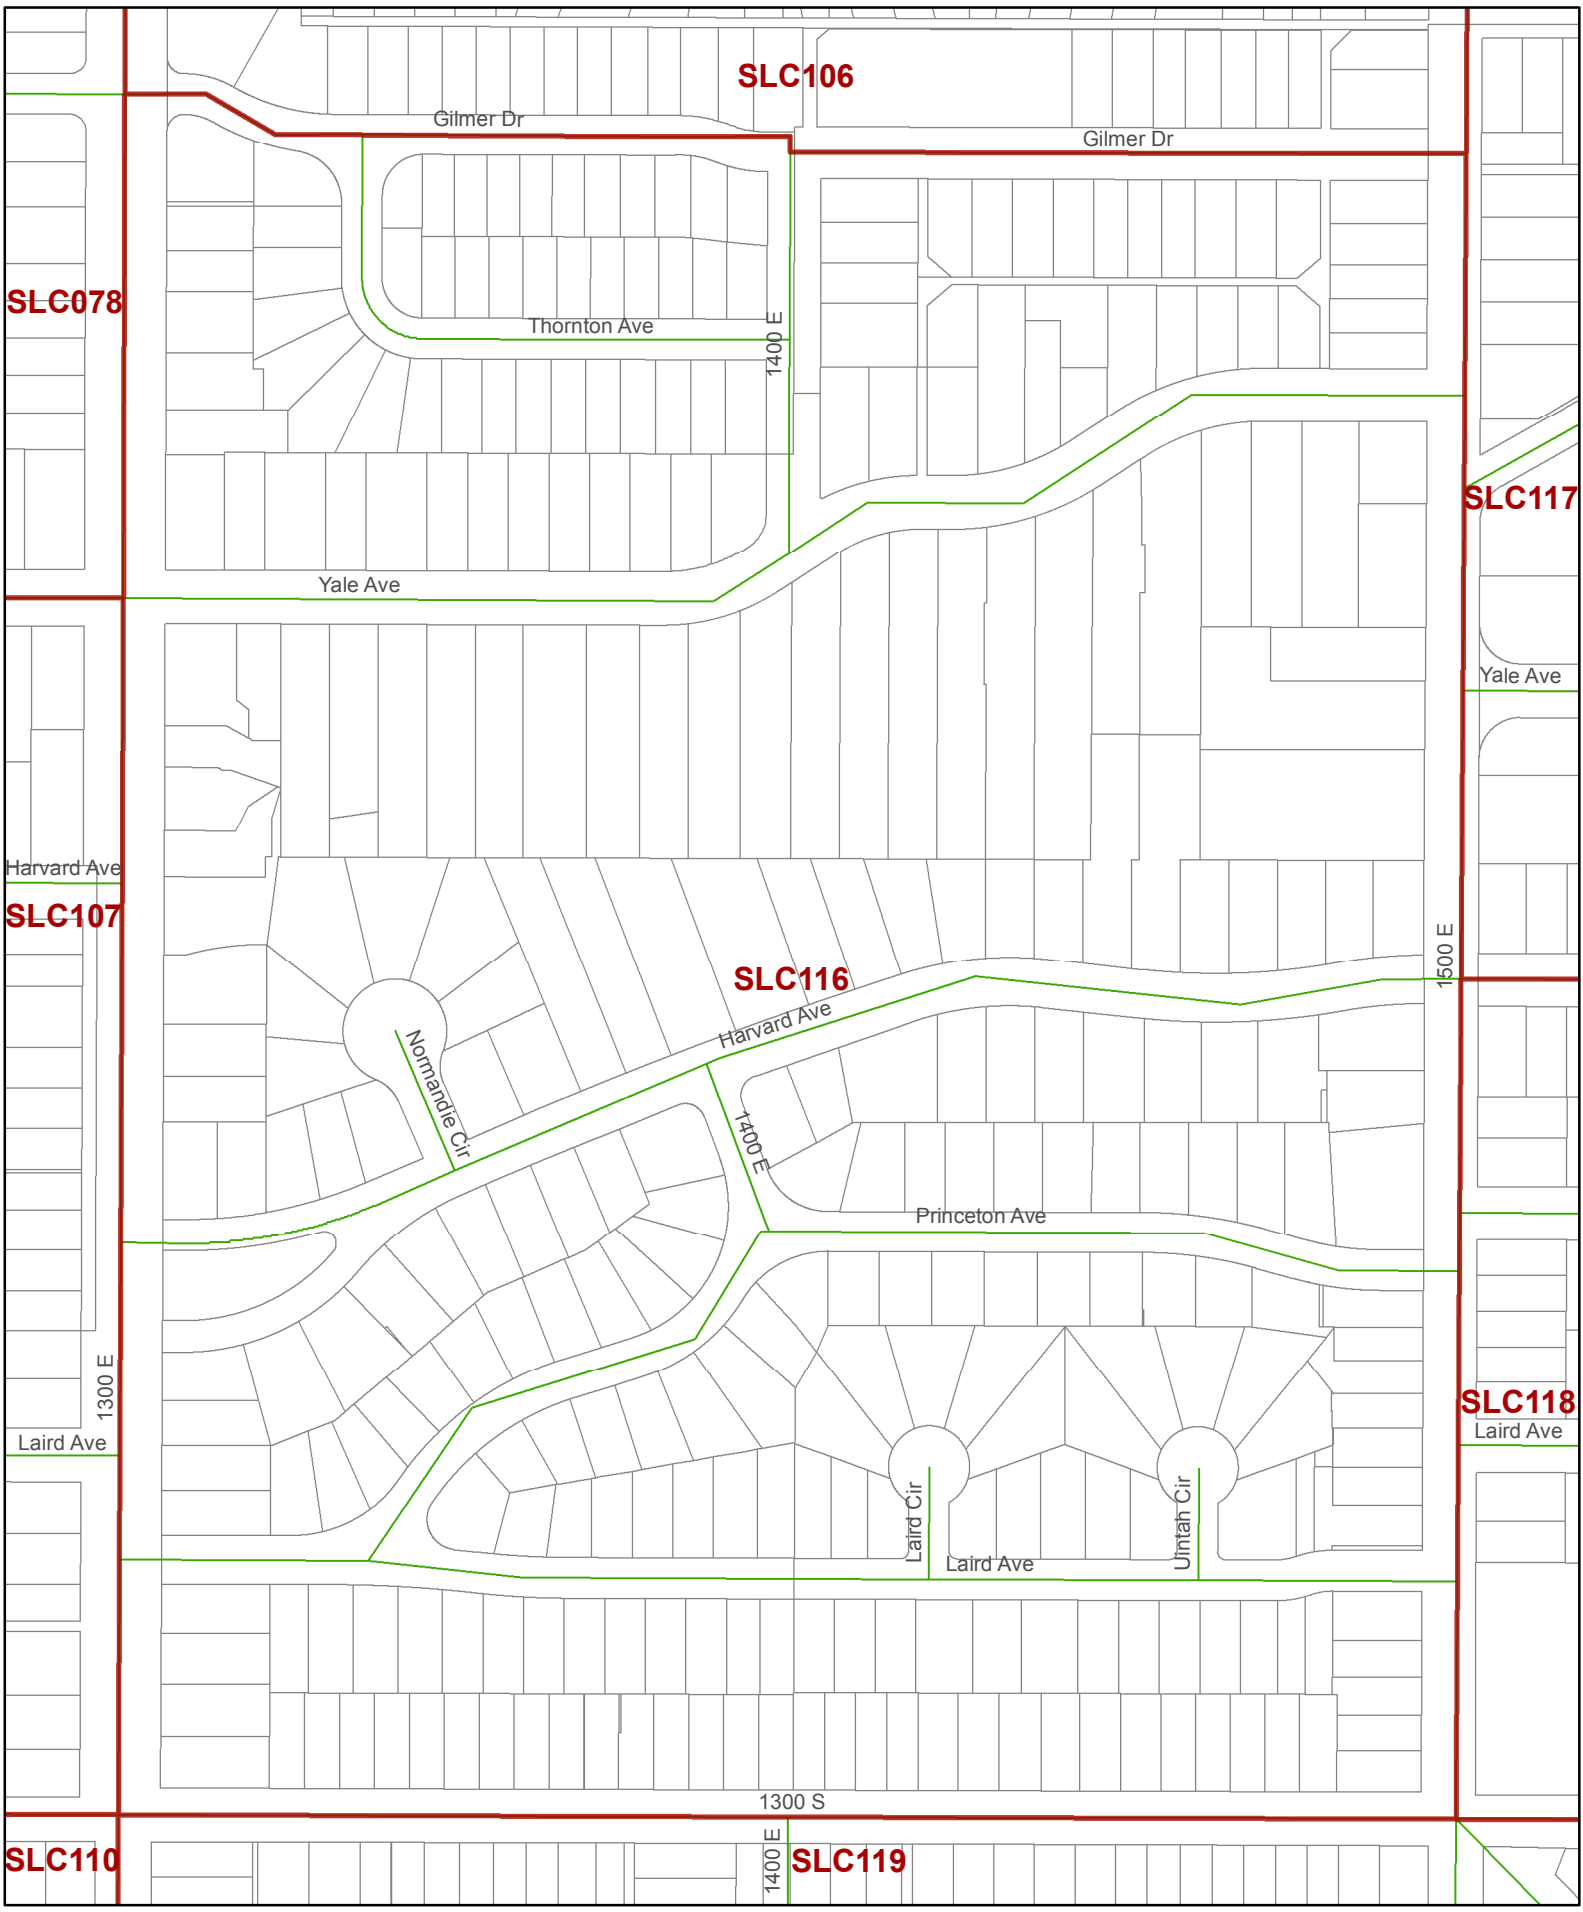 SLC106
Gilmer Dr
Gilmer Dr
SLC078
Thornton Ave
1400 E
SLC117
Yale Ave
Yale Ave
Harvard Ave
SLC107
1500 E
SLC116
Harvard Ave
Normandie Cir
1400 E
Princeton Ave
1300 E
SLC118
Laird Ave
Laird Ave
Laird Cir
Uintah Cir
Laird Ave
1300 S
SLC110
1400 E
SLC119